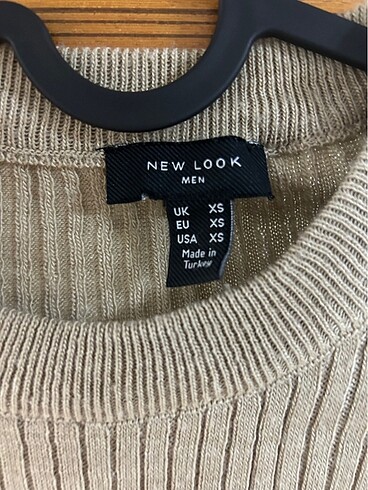 NEW LOOK
MEN
UK XS
EU XS
USA XS
Made in
Turkey